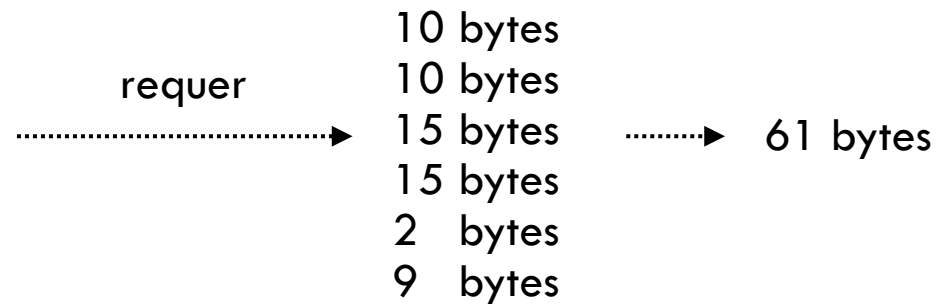 requer
10 bytes
10 bytes
15 bytes
15 bytes
2 bytes
9 bytes
61 bytes